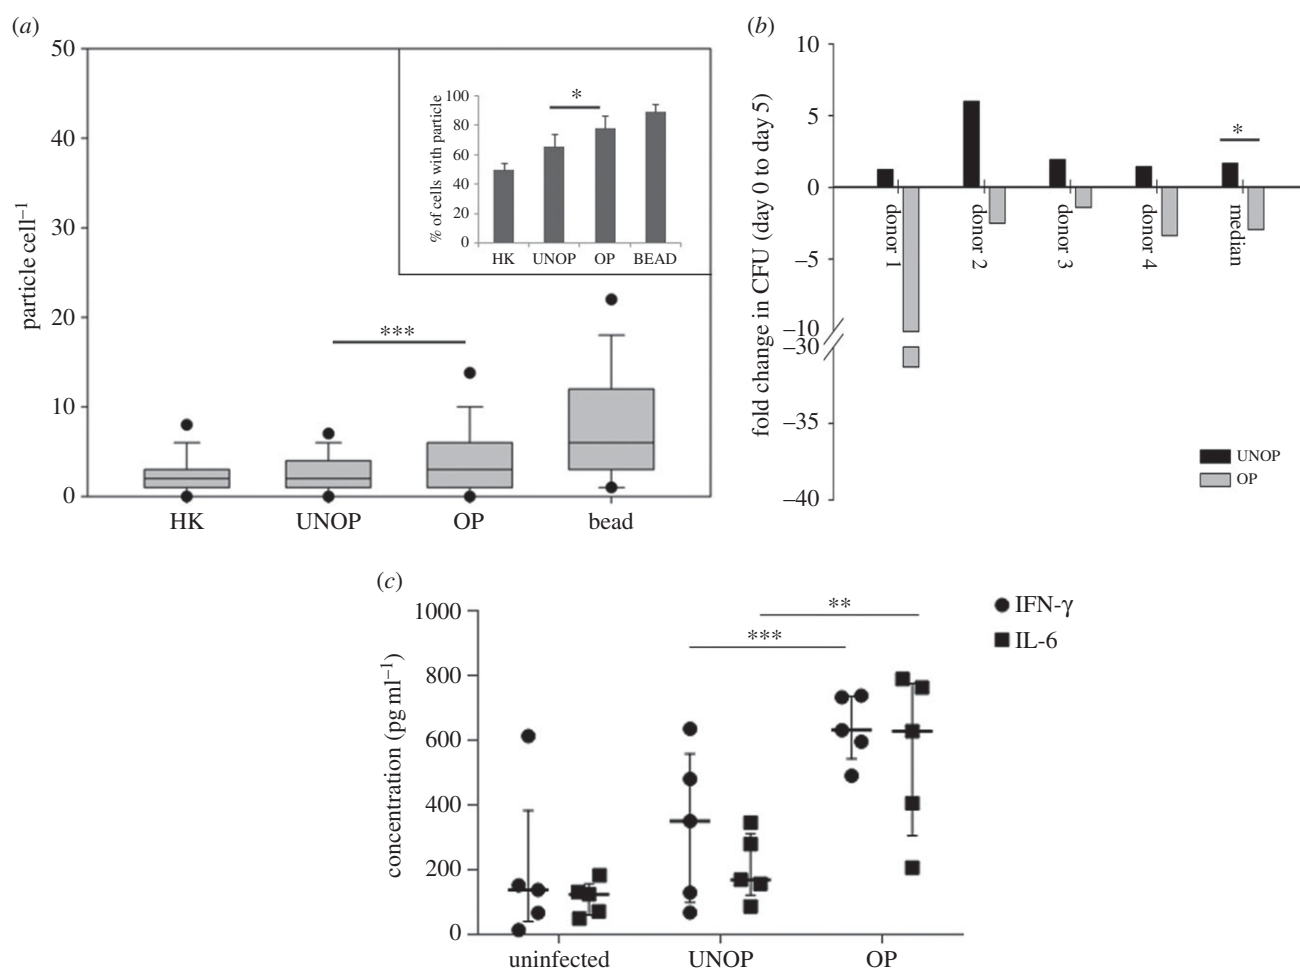 (a)
50
40
30
20
10
0
particle cell⁻¹
HK
UNOP
OP
bead
***
100
80
60
40
20
0
% of cells with particle
*
HK
UNOP
OP
BEAD
(b)
10
5
0
−5
−10
−30
−35
−40
fold change in CFU (day 0 to day 5)
donor 1
donor 2
donor 3
donor 4
median
*
UNOP
OP
(c)
1000
800
600
400
200
0
concentration (pg ml⁻¹)
uninfected
UNOP
OP
***
**
IFN-γ
IL-6